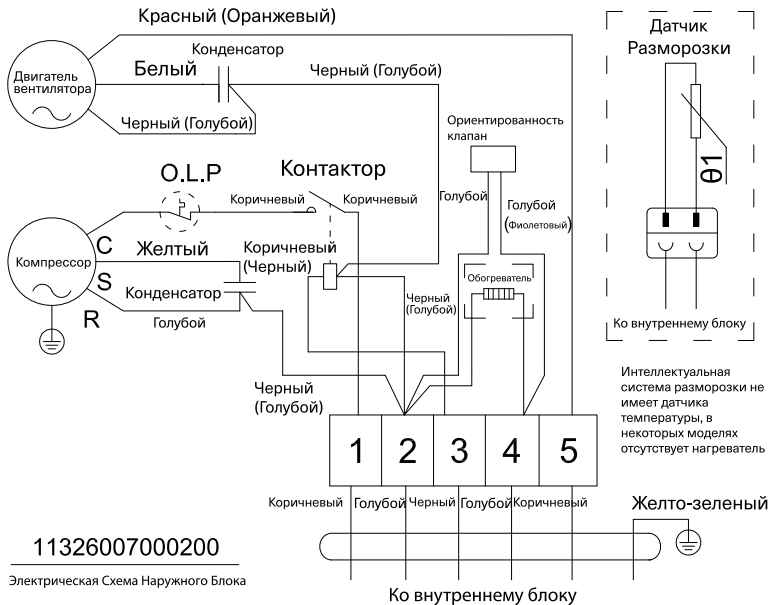 Красный (Оранжевый)
Двигатель
вентилятора
Белый
Конденсатор
Черный (Голубой)
Черный (Голубой)
Датчик
Разморозки
θ1
Ко внутреннему блоку
Ориентированность
клапан
Голубой
Голубой
(Фиолетовый)
O.L.P
Контактор
Коричневый
Коричневый
Компрессор
C
S
R
Желтый
Конденсатор
Голубой
Коричневый
(Черный)
Обогреватель
Черный
(Голубой)
Черный
(Голубой)
Интеллектуальная
система разморозки не
имеет датчика
температуры, в
некоторых моделях
отсутствует нагреватель
1 2 3 4 5
Коричневый Голубой Черный Голубой Коричневый
Желто-зеленый
11326007000200
Электрическая Схема Наружного Блока
Ко внутреннему блоку